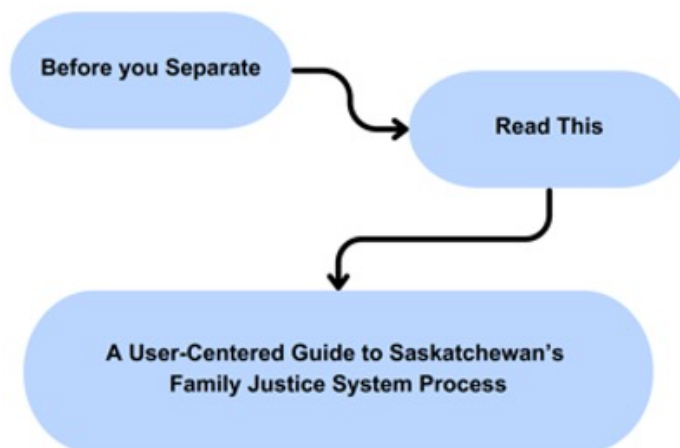 Before you Separate
Read This
A User-Centered Guide to Saskatchewan’s
Family Justice System Process